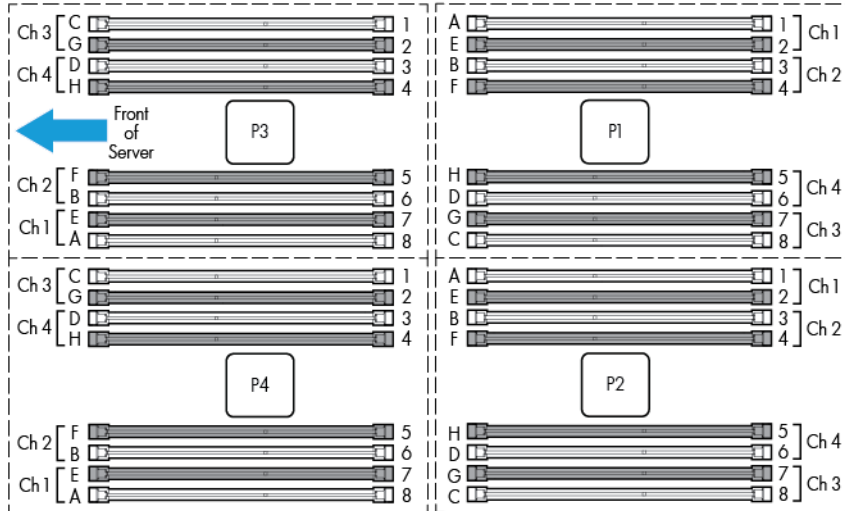 Ch 3
C 1
G 2
Ch 4
D 3
H 4
Front
of
Server
P3
Ch 2
F 5
B 6
Ch 1
E 7
A 8
A 1
E 2
Ch 1
B 3
F 4
Ch 2
P1
H 5
D 6
Ch 4
G 7
C 8
Ch 3
Ch 3
C 1
G 2
Ch 4
D 3
H 4
P4
Ch 2
F 5
B 6
Ch 1
E 7
A 8
A 1
E 2
Ch 1
B 3
F 4
Ch 2
P2
H 5
D 6
Ch 4
G 7
C 8
Ch 3